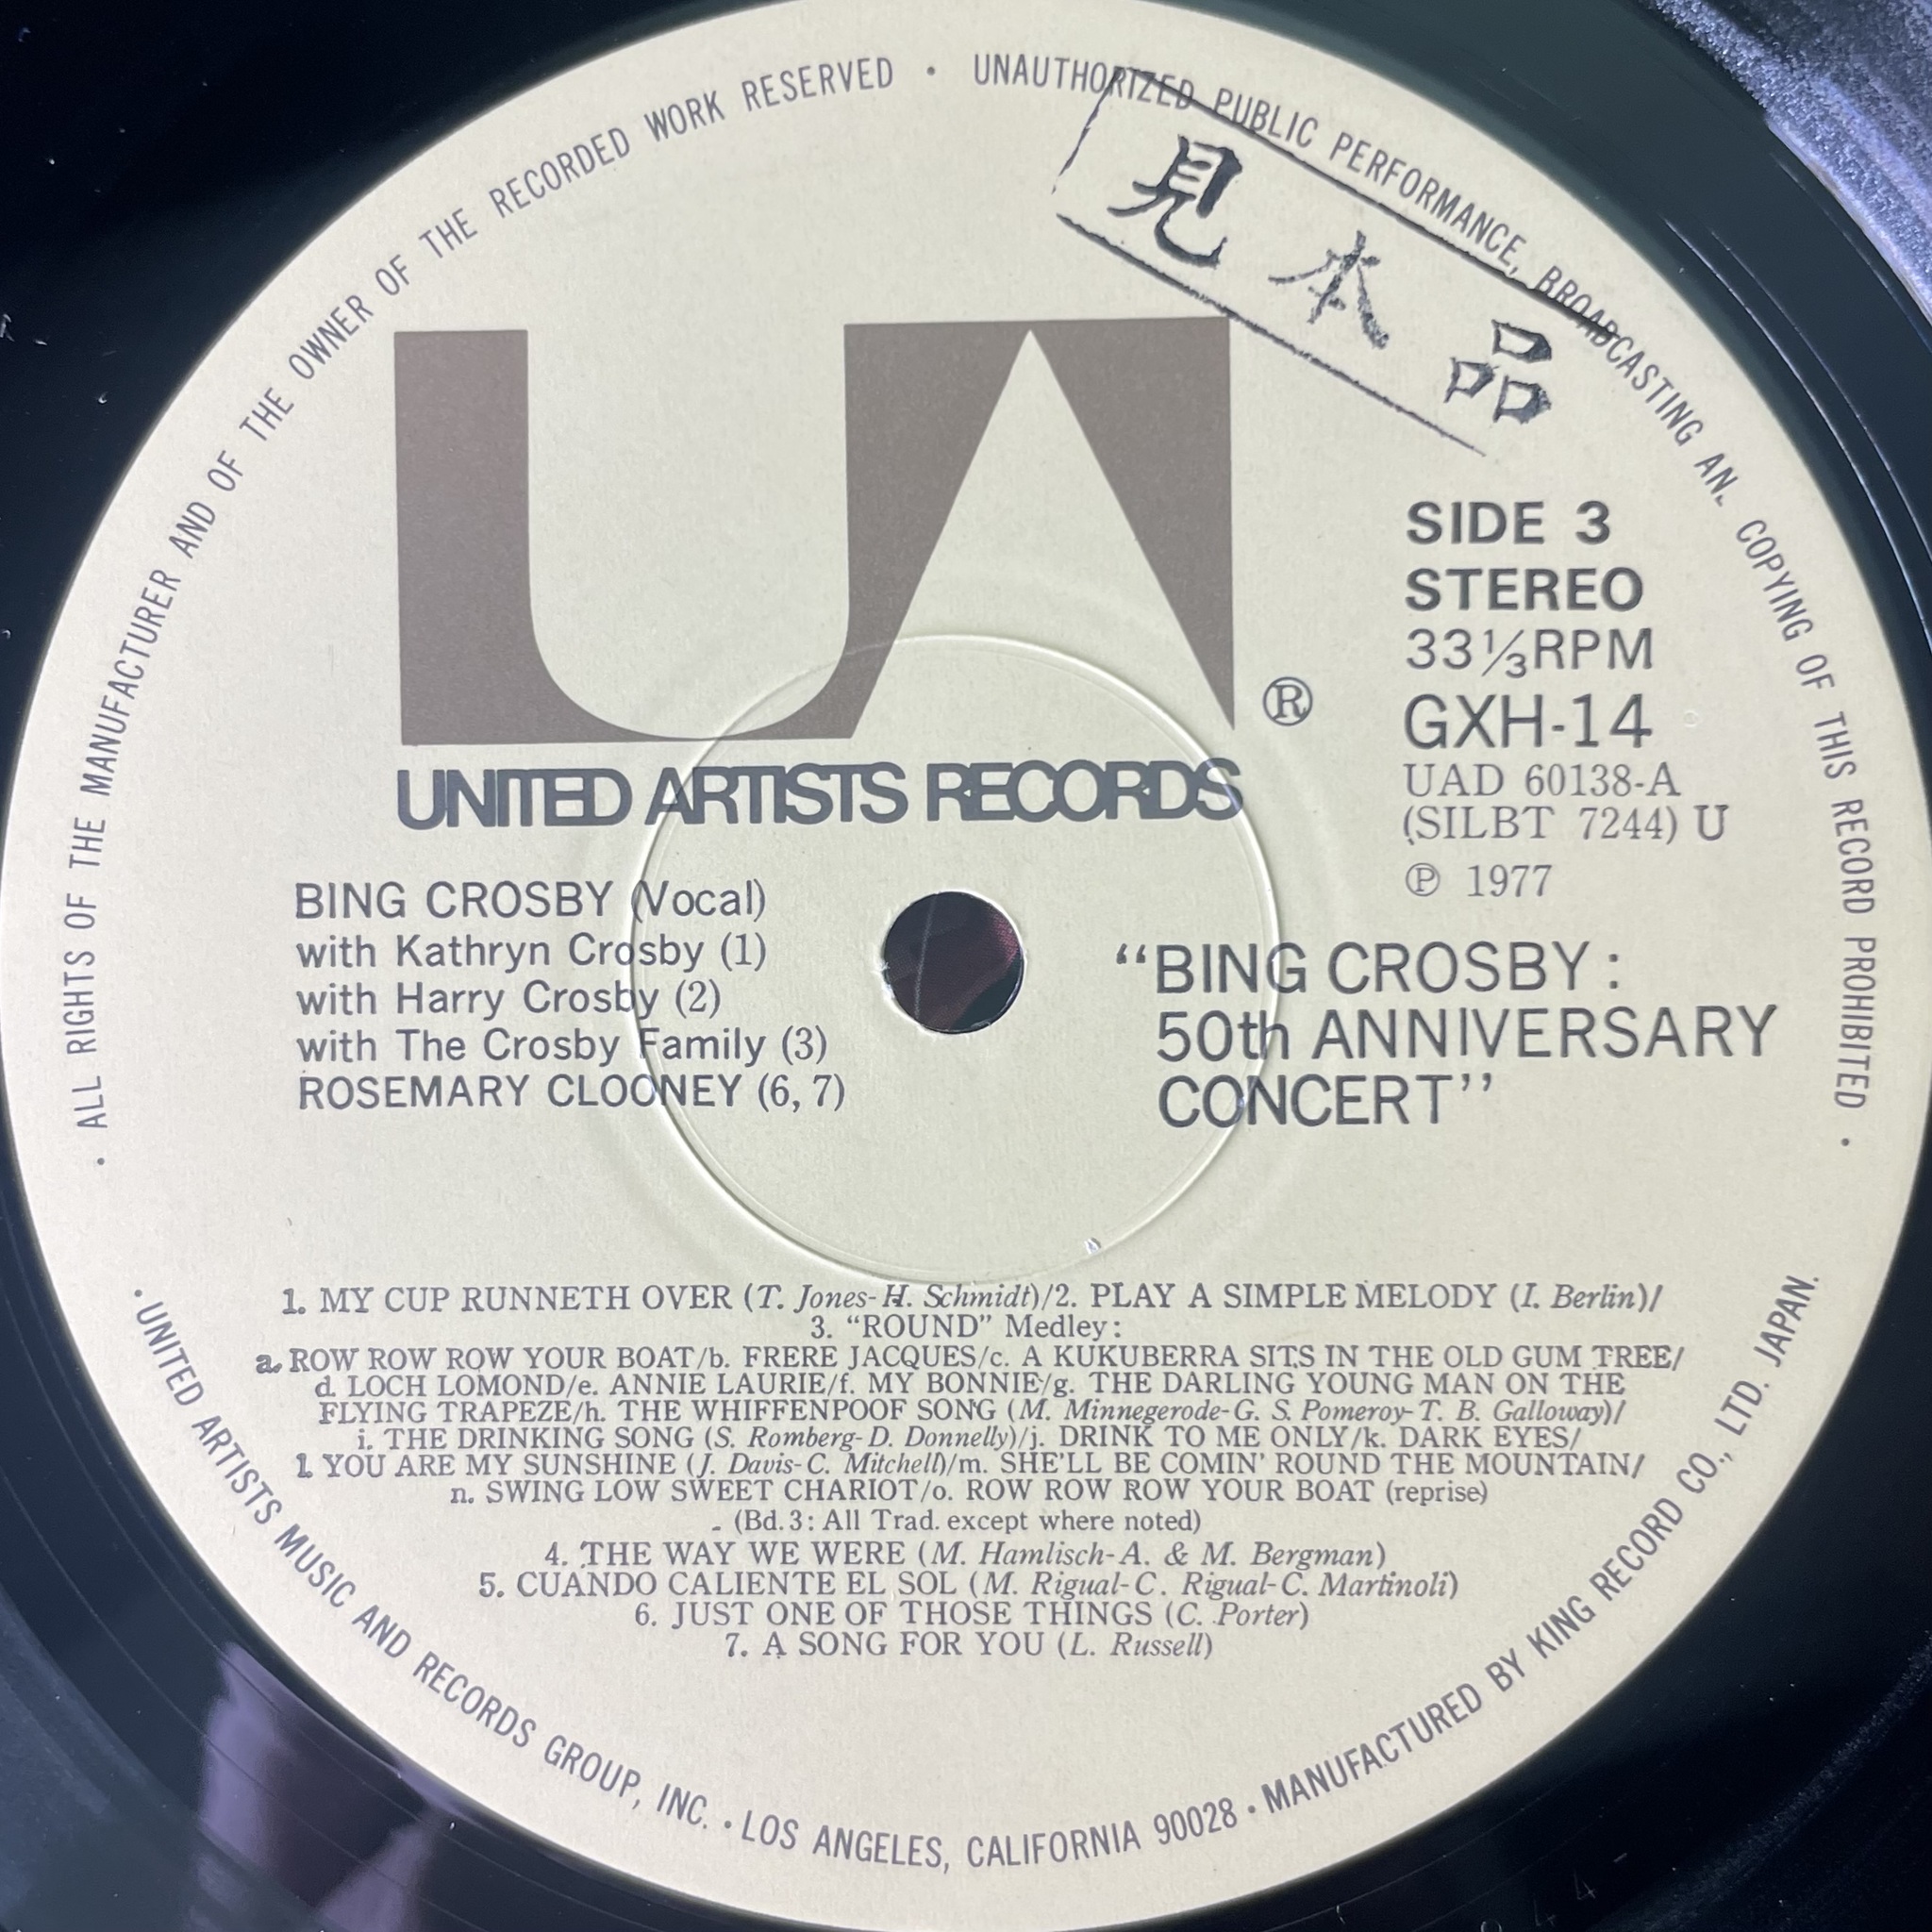 ALL RIGHTS OF THE MANUFACTURER AND OF THE OWNER OF THE RECORDED WORK RESERVED · UNAUTHORIZED PUBLIC PERFORMANCE, BROADCASTING AN. COPYING OF THIS RECORD PROHIBITED ·
見本品
UA
®
UNITED ARTISTS RECORDS
SIDE 3
STEREO
33⅓RPM
GXH-14
UAD 60138-A
(SILBT 7244) U
℗ 1977
BING CROSBY (Vocal)
with Kathryn Crosby (1)
with Harry Crosby (2)
with The Crosby Family (3)
ROSEMARY CLOONEY (6, 7)
“BING CROSBY :
50th ANNIVERSARY
CONCERT”
1. MY CUP RUNNETH OVER (T. Jones-H. Schmidt)/2. PLAY A SIMPLE MELODY (I. Berlin)/
3. “ROUND” Medley:
a. ROW ROW ROW YOUR BOAT/b. FRERE JACQUES/c. A KUKUBERRA SITS IN THE OLD GUM TREE/
d. LOCH LOMOND/e. ANNIE LAURIE/f. MY BONNIE/g. THE DARLING YOUNG MAN ON THE
FLYING TRAPEZE/h. THE WHIFFENPOOF SONG (M. Minnegerode-G. S. Pomeroy-T. B. Galloway)/
i. THE DRINKING SONG (S. Romberg-D. Donnelly)/j. DRINK TO ME ONLY/k. DARK EYES/
l. YOU ARE MY SUNSHINE (J. Davis-C. Mitchell)/m. SHE'LL BE COMIN' ROUND THE MOUNTAIN/
n. SWING LOW SWEET CHARIOT/o. ROW ROW ROW YOUR BOAT (reprise)
(Bd. 3: All Trad. except where noted)
4. THE WAY WE WERE (M. Hamlisch-A. & M. Bergman)
5. CUANDO CALIENTE EL SOL (M. Rigual-C. Rigual-C. Martinoli)
6. JUST ONE OF THOSE THINGS (C. Porter)
7. A SONG FOR YOU (L. Russell)
· UNITED ARTISTS MUSIC AND RECORDS GROUP, INC. · LOS ANGELES, CALIFORNIA 90028 · MANUFACTURED BY KING RECORD CO., LTD. JAPAN.